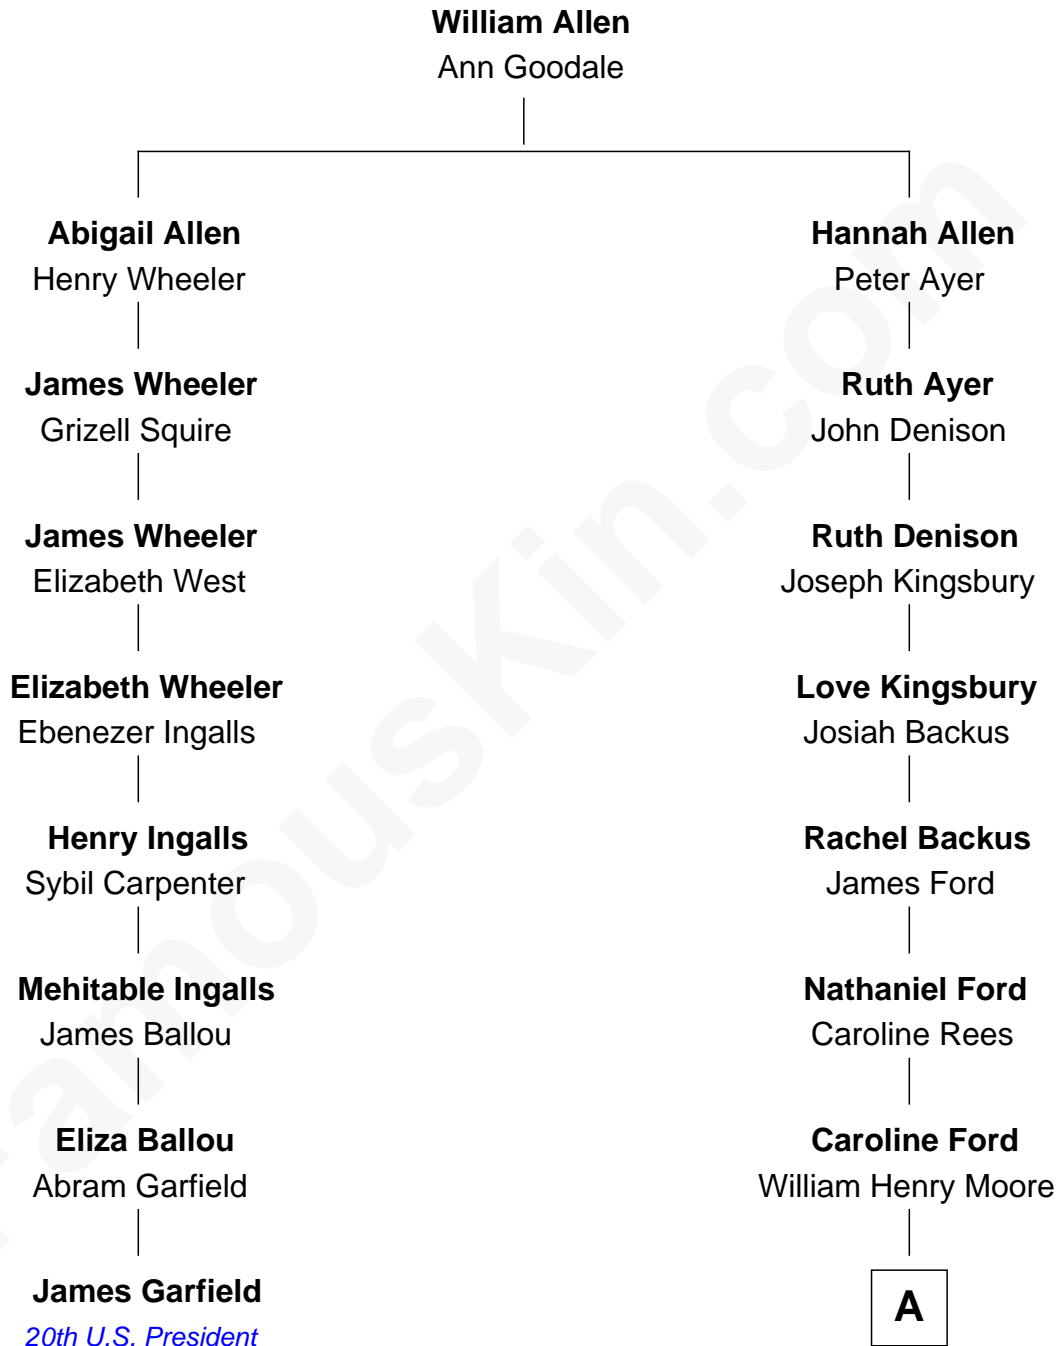 William Allen
Ann Goodale
Abigail Allen
Henry Wheeler
Hannah Allen
Peter Ayer
James Wheeler
Grizell Squire
Ruth Ayer
John Denison
James Wheeler
Elizabeth West
Ruth Denison
Joseph Kingsbury
Elizabeth Wheeler
Ebenezer Ingalls
Love Kingsbury
Josiah Backus
Henry Ingalls
Sybil Carpenter
Rachel Backus
James Ford
Mehitable Ingalls
James Ballou
Nathaniel Ford
Caroline Rees
Eliza Ballou
Abram Garfield
Caroline Ford
William Henry Moore
James Garfield
20th U.S. President
A
FamousKin.com